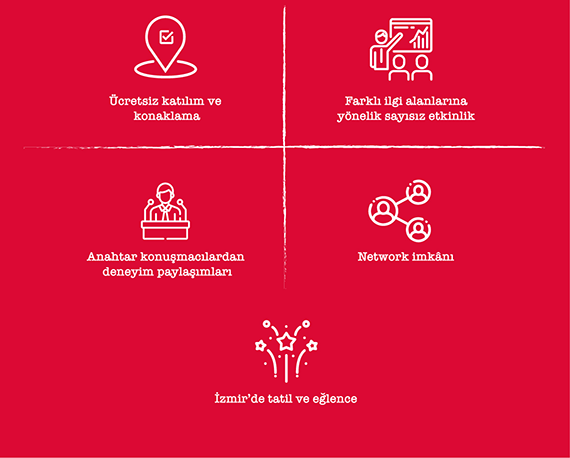 Ücretsiz katılım ve
konaklama
Farklı ilgi alanlarına
yönelik sayısız etkinlik
Anahtar konuşmacılardan
deneyim paylaşımları
Network imkânı
İzmir'de tatil ve eğlence